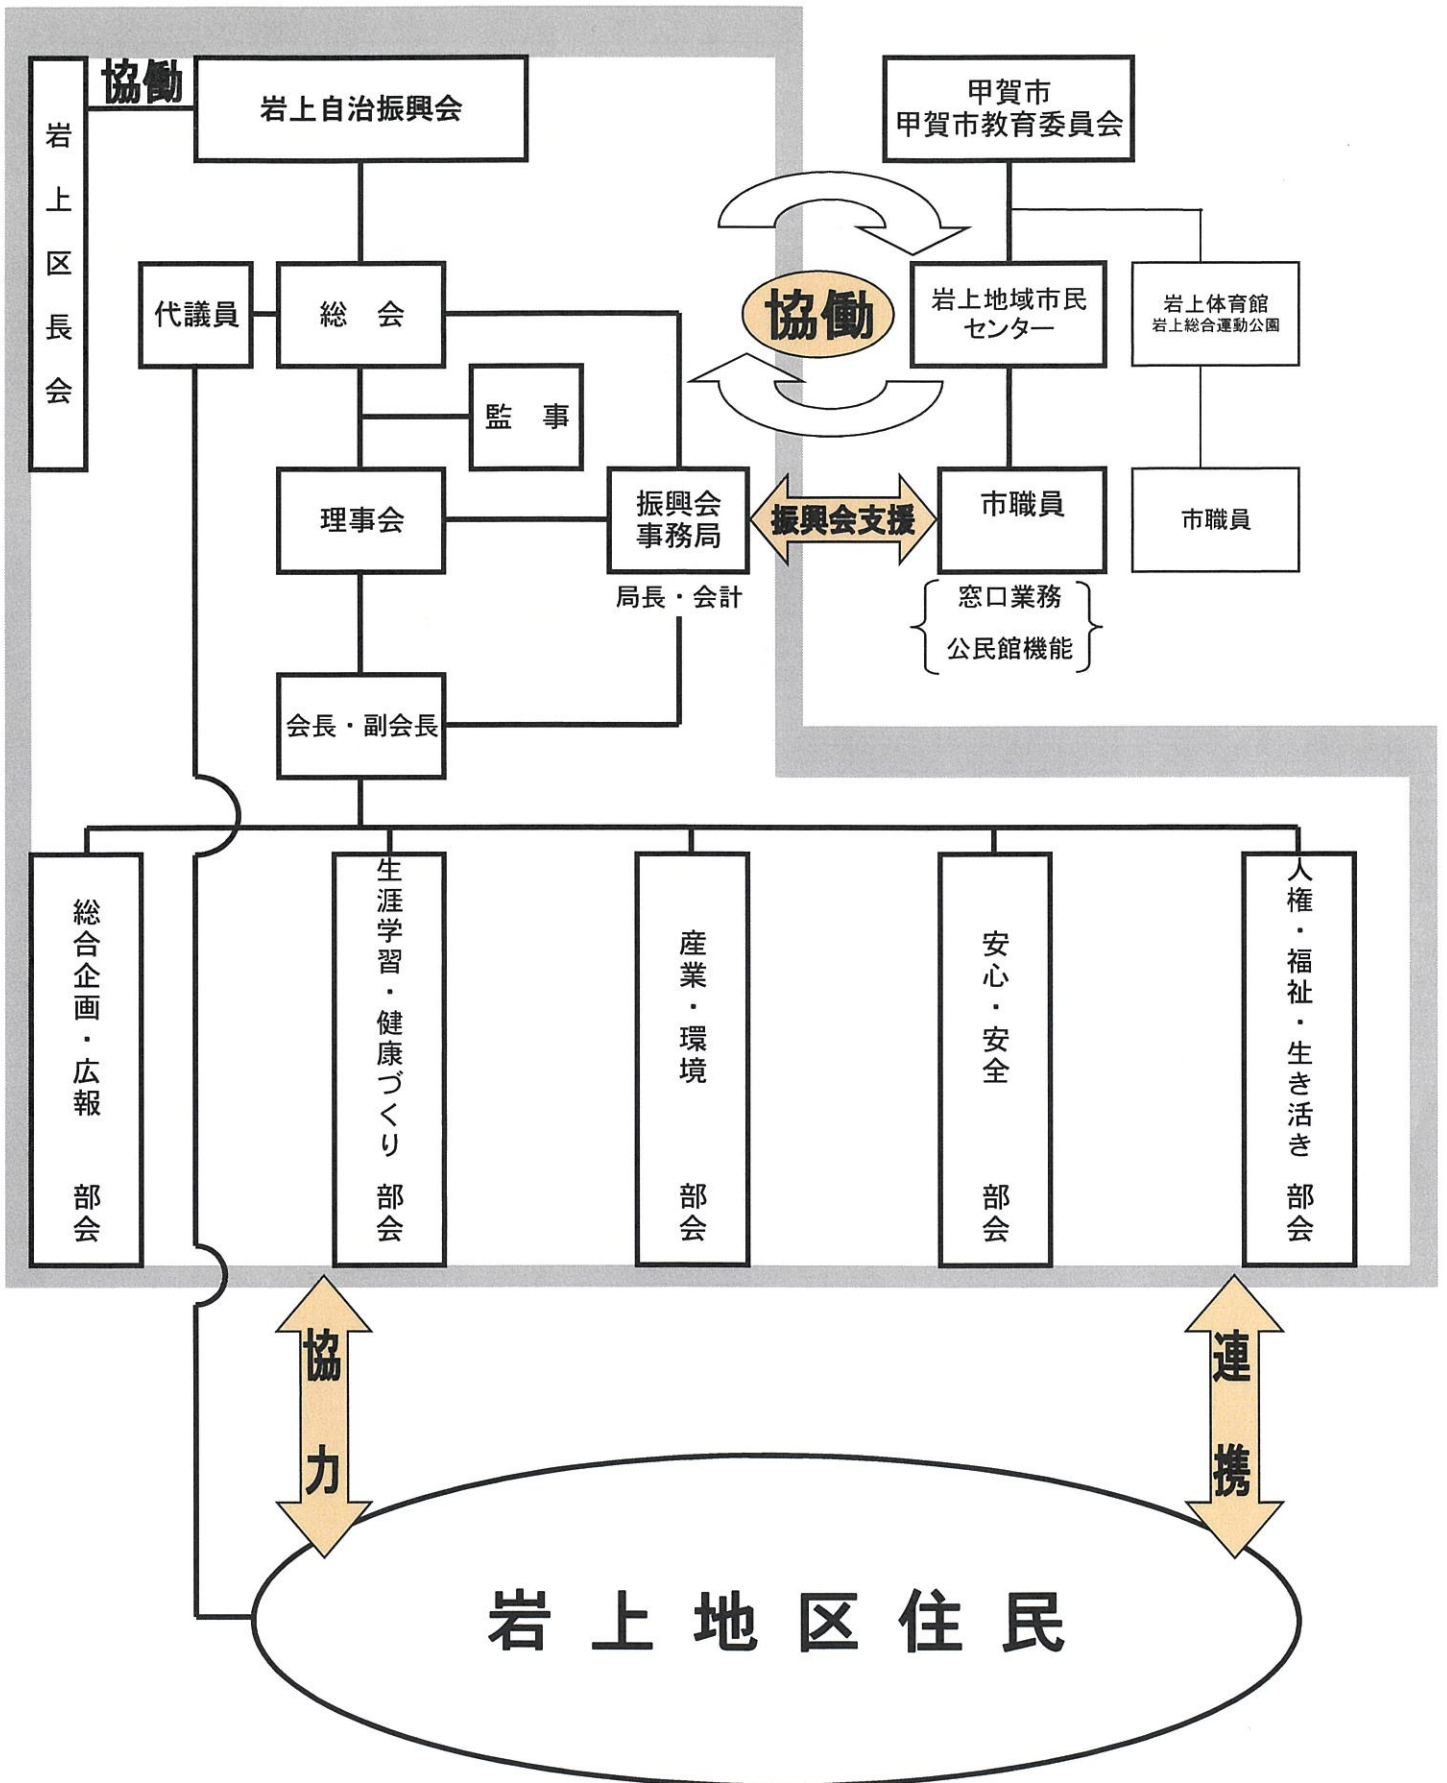 協働
岩上自治振興会
岩上区長会
甲賀市
甲賀市教育委員会
代議員
総　会
協働
岩上地域市民
センター
岩上体育館
岩上総合運動公園
監　事
理事会
振興会
事務局
振興会支援
市職員
市職員
局長・会計
窓口業務
公民館機能
会長・副会長
総合企画・広報　部会
生涯学習・健康づくり　部会
産業・環境　部会
安心・安全　部会
人権・福祉・生き活き　部会
協力
連携
岩上地区住民